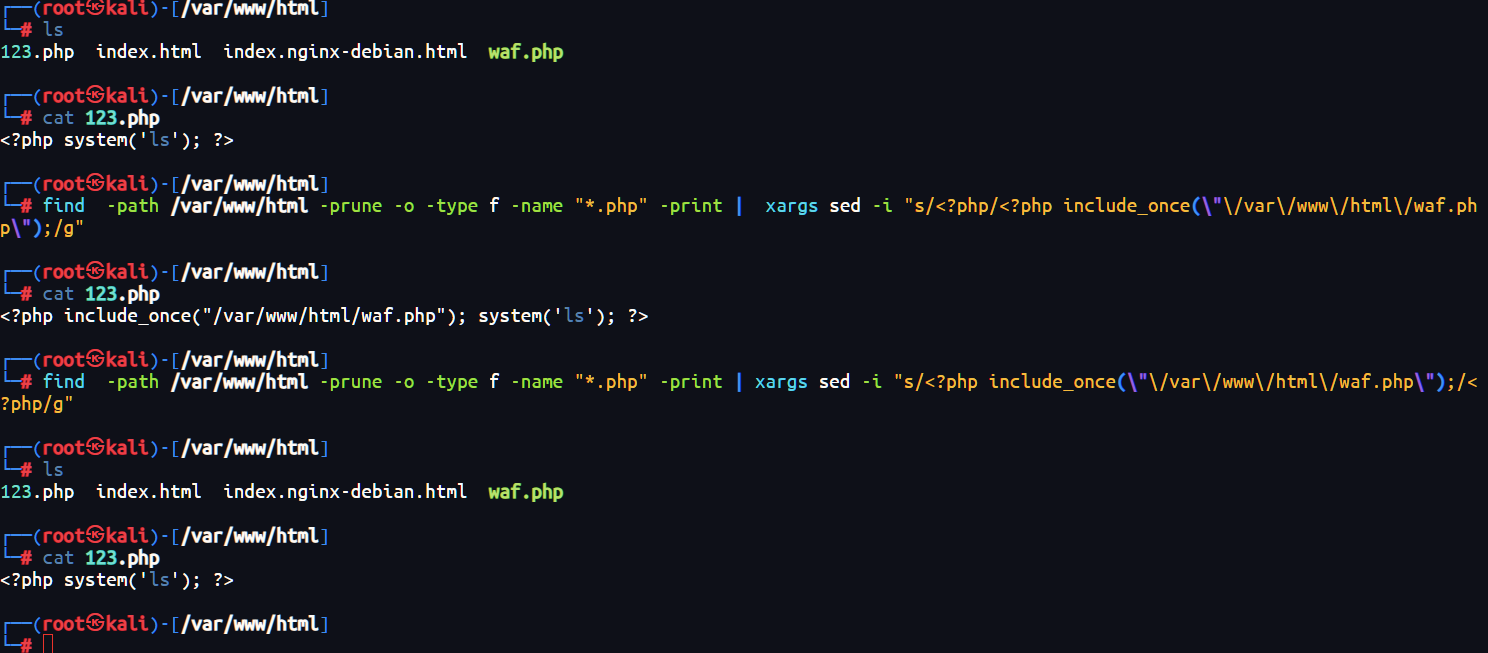 ┌──(root㉿kali)-[/var/www/html]
└─# ls
123.php  index.html  index.nginx-debian.html  waf.php
┌──(root㉿kali)-[/var/www/html]
└─# cat 123.php
<?php system('ls'); ?>
┌──(root㉿kali)-[/var/www/html]
└─# find  -path /var/www/html -prune -o -type f -name "*.php" -print |  xargs sed -i "s/<?php/<?php include_once(\"\/var\/www\/html\/waf.ph
p\");/g"
┌──(root㉿kali)-[/var/www/html]
└─# cat 123.php
<?php include_once("/var/www/html/waf.php"); system('ls'); ?>
┌──(root㉿kali)-[/var/www/html]
└─# find  -path /var/www/html -prune -o -type f -name "*.php" -print | xargs sed -i "s/<?php include_once(\"\/var\/www\/html\/waf.php\");/<
?php/g"
┌──(root㉿kali)-[/var/www/html]
└─# ls
123.php  index.html  index.nginx-debian.html  waf.php
┌──(root㉿kali)-[/var/www/html]
└─# cat 123.php
<?php system('ls'); ?>
┌──(root㉿kali)-[/var/www/html]
└─#